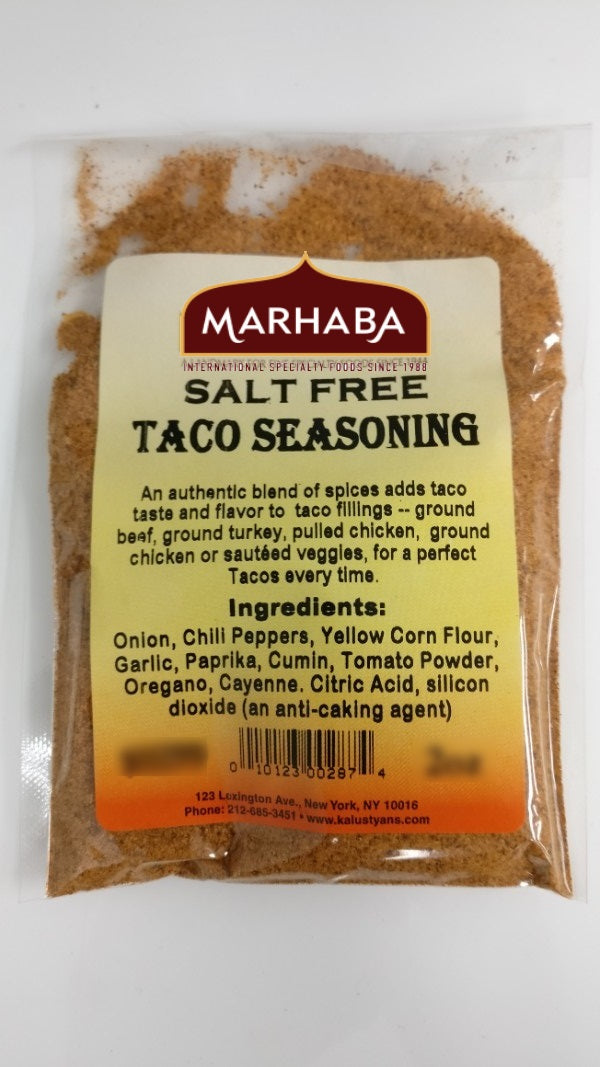 MARHABA
INTERNATIONAL SPECIALTY FOODS SINCE 1988
SALT FREE
TACO SEASONING
An authentic blend of spices adds taco
taste and flavor to taco fillings -- ground
beef, ground turkey, pulled chicken, ground
chicken or sautéed veggies, for a perfect
Tacos every time.
Ingredients:
Onion, Chili Peppers, Yellow Corn Flour,
Garlic, Paprika, Cumin, Tomato Powder,
Oregano, Cayenne. Citric Acid, silicon
dioxide (an anti-caking agent)
0 10123 00287 4
123 Lexington Ave., New York, NY 10016
Phone: 212-685-3451 • www.kalustyans.com